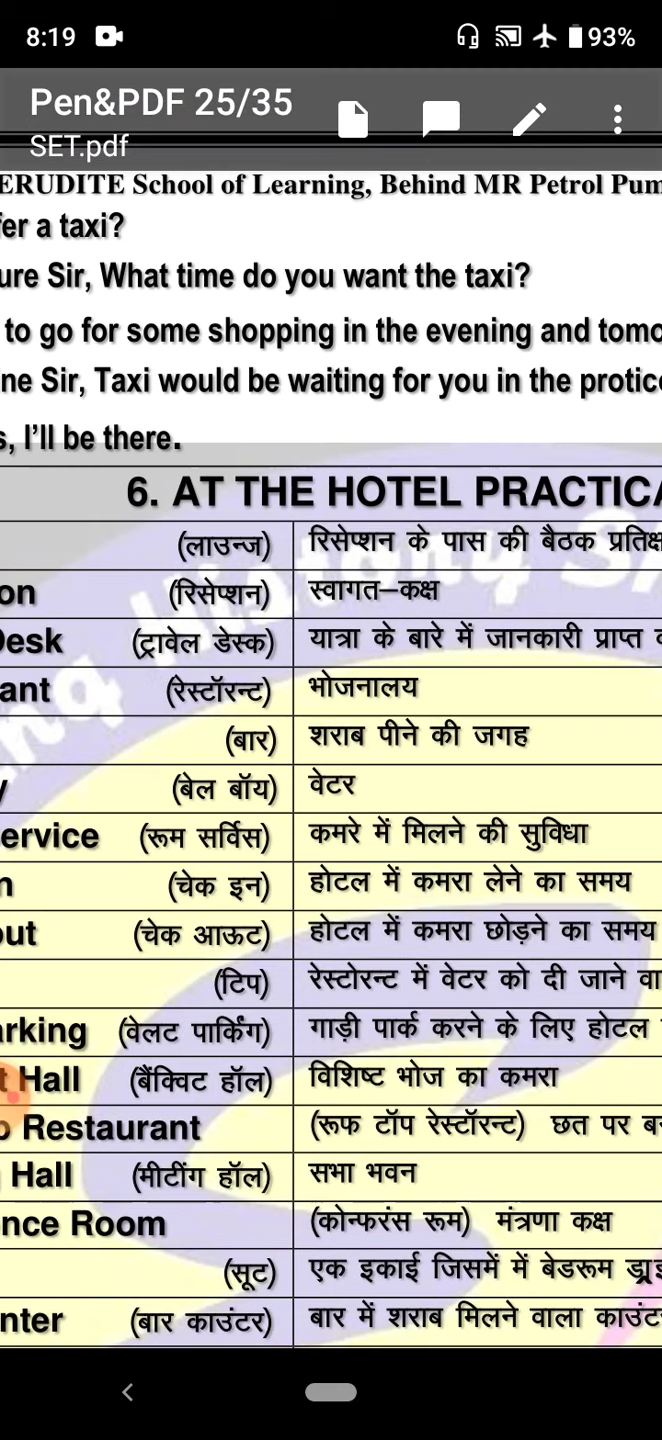 8:19 93%
Pen&PDF 25/35
SET.pdf
ERUDITE School of Learning, Behind MR Petrol Pum
fer a taxi?
ure Sir, What time do you want the taxi?
to go for some shopping in the evening and tomo
ne Sir, Taxi would be waiting for you in the protico
s, I'll be there.
6. AT THE HOTEL PRACTICA
(लाउन्ज) रिसेप्शन के पास की बैठक प्रतिक्ष
on (रिसेप्शन) स्वागत–कक्ष
Desk (ट्रावेल डेस्क) यात्रा के बारे में जानकारी प्राप्त
ant (रेस्टॉरन्ट) भोजनालय
(बार) शराब पीने की जगह
y (बेल बॉय) वेटर
ervice (रूम सर्विस) कमरे में मिलने की सुविधा
n (चेक इन) होटल में कमरा लेने का समय
out (चेक आऊट) होटल में कमरा छोड़ने का समय
(टिप) रेस्टोरन्ट में वेटर को दी जाने वा
arking (वेलट पार्किंग) गाड़ी पार्क करने के लिए होटल
t Hall (बैंक्विट हॉल) विशिष्ट भोज का कमरा
p Restaurant (रूफ टॉप रेस्टॉरन्ट) छत पर ब
Hall (मीटींग हॉल) सभा भवन
ence Room (कोन्फरंस रूम) मंत्रणा कक्ष
(सूट) एक इकाई जिसमें में बेडरूम ड्राइ
nter (बार काउंटर) बार में शराब मिलने वाला काउंट